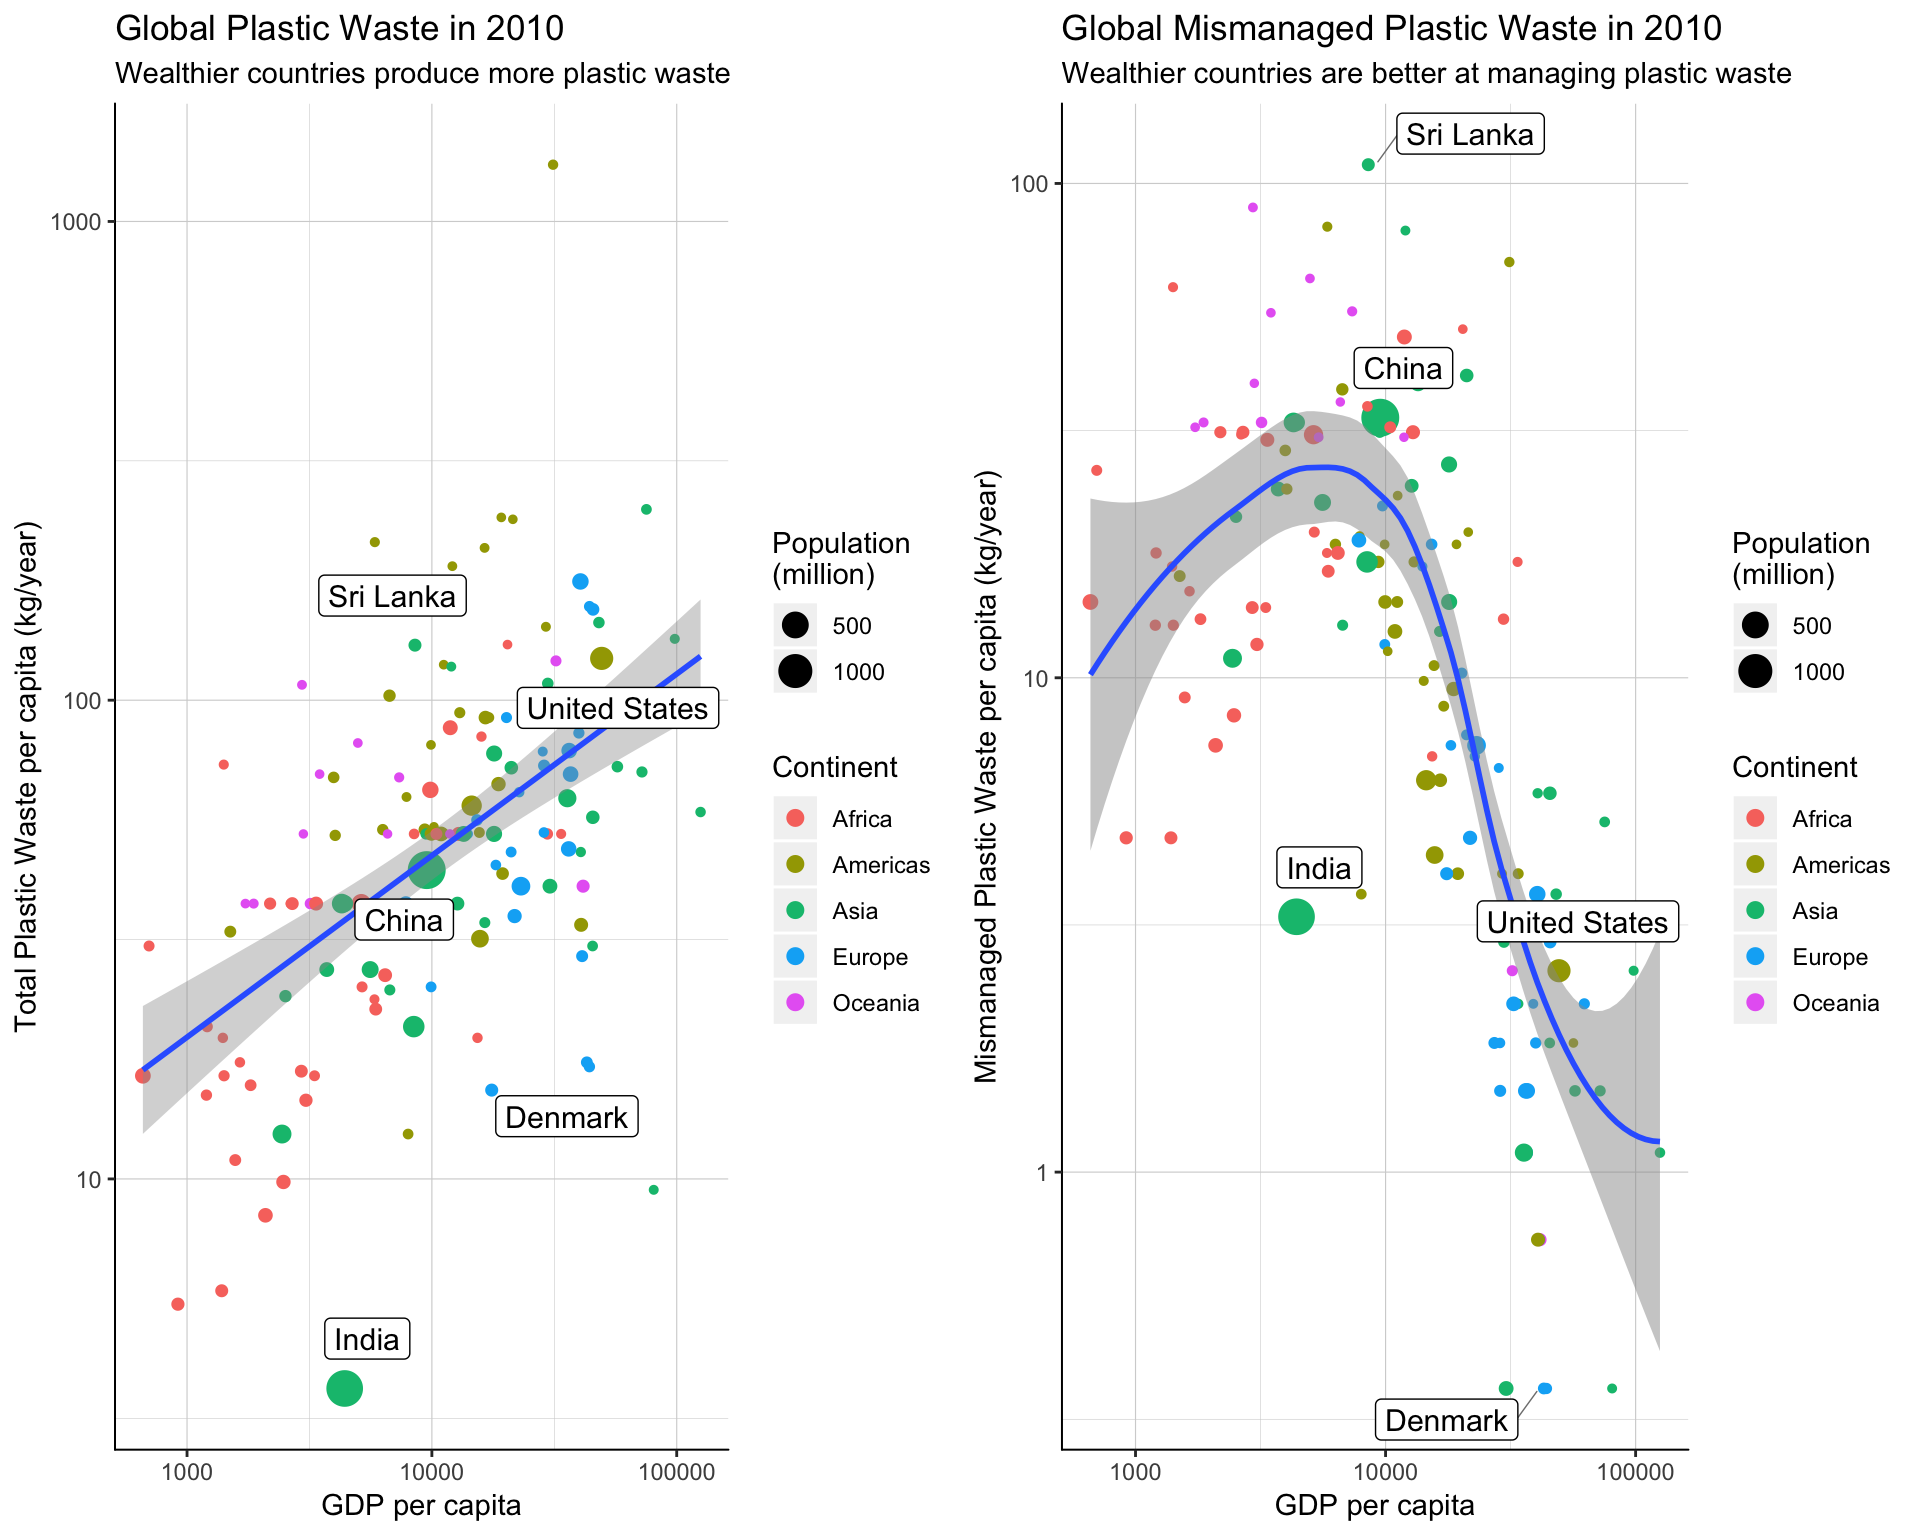 Global Plastic Waste in 2010
Wealthier countries produce more plastic waste
Total Plastic Waste per capita (kg/year)
1000
100
10
Sri Lanka
United States
China
Denmark
India
1000
10000
100000
GDP per capita
Population
(million)
500
1000
Continent
Africa
Americas
Asia
Europe
Oceania
Global Mismanaged Plastic Waste in 2010
Wealthier countries are better at managing plastic waste
Mismanaged Plastic Waste per capita (kg/year)
100
10
1
Sri Lanka
China
India
United States
Denmark
1000
10000
100000
GDP per capita
Population
(million)
500
1000
Continent
Africa
Americas
Asia
Europe
Oceania